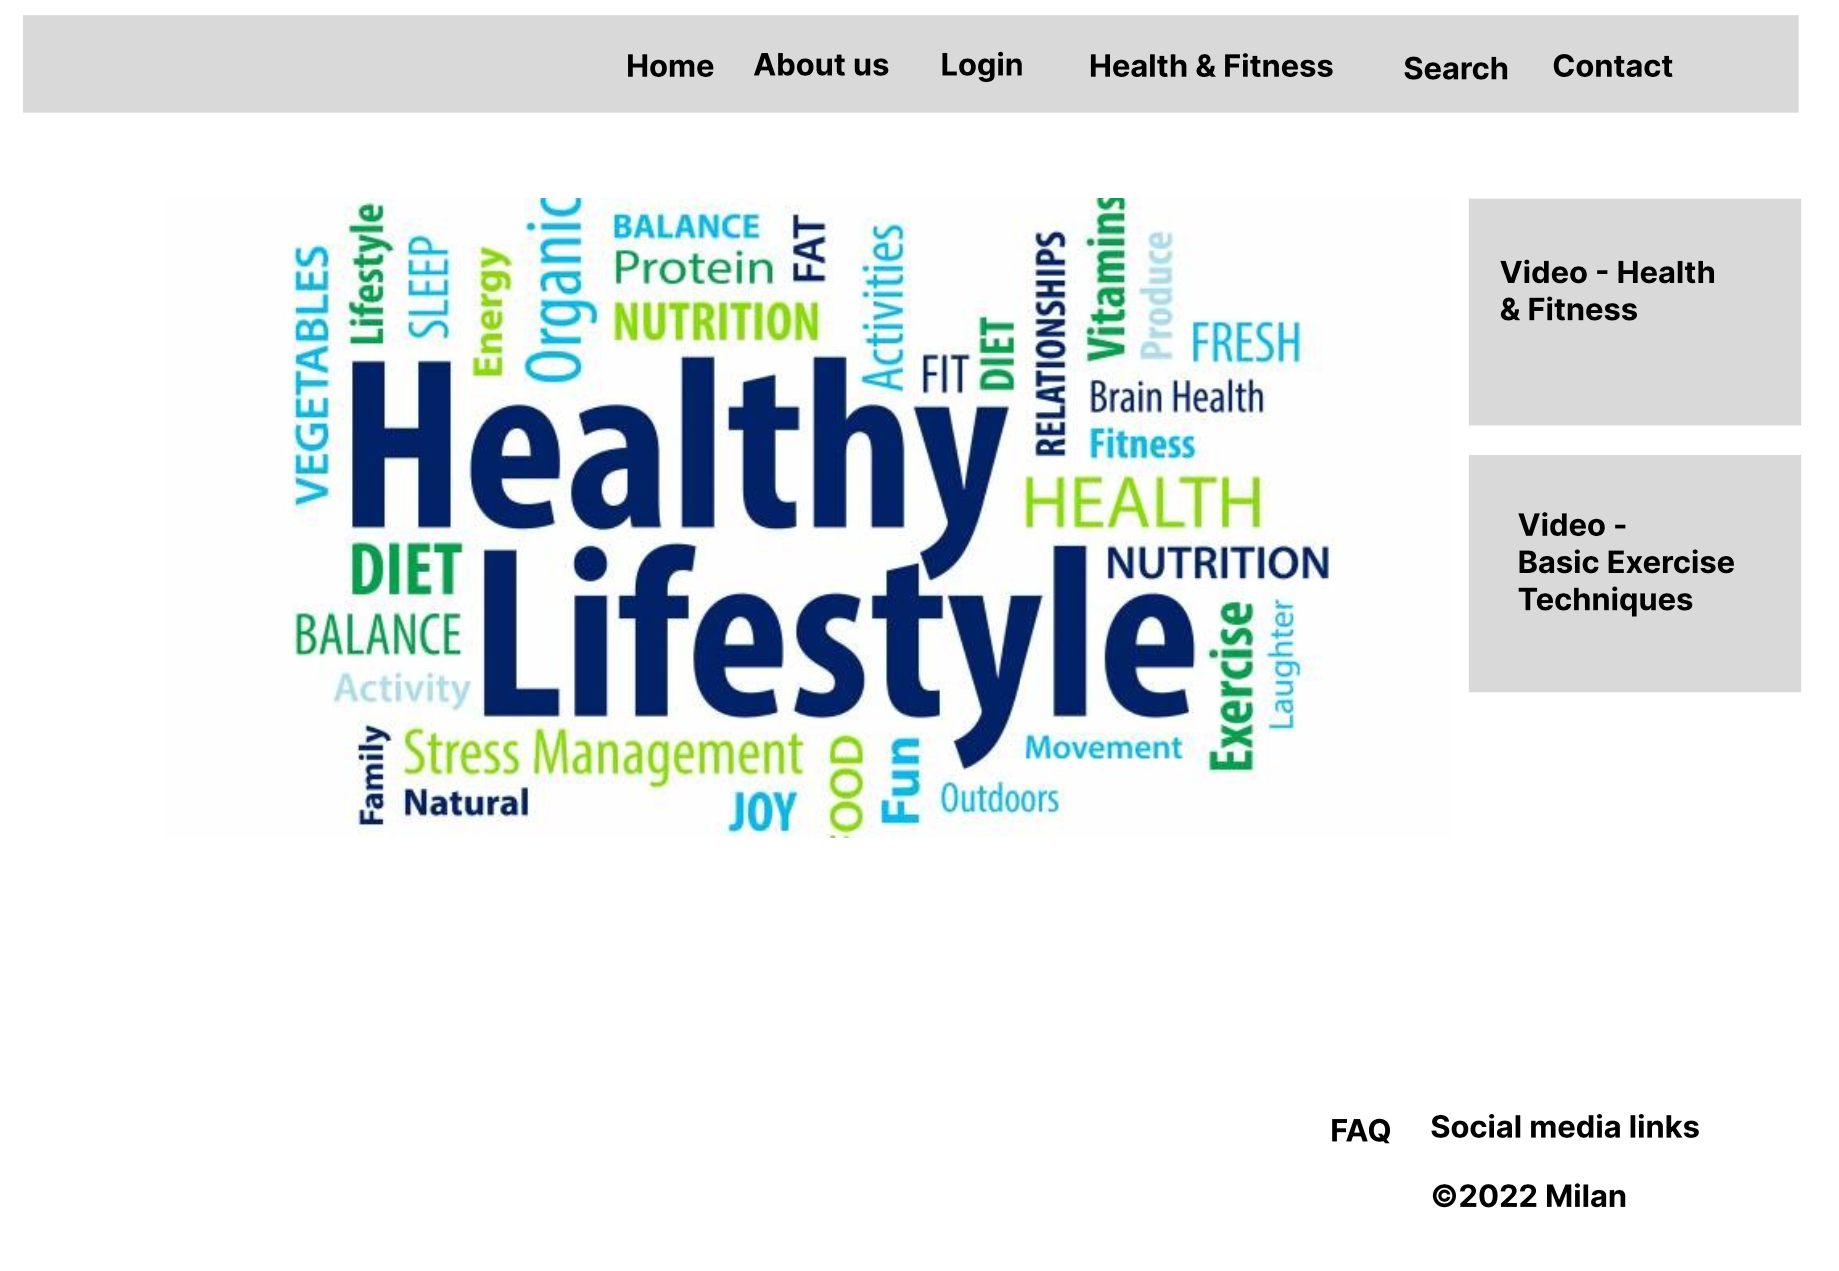 Home About us Login Health & Fitness Search Contact
VEGETABLES
Lifestyle
SLEEP
Energy
Organic
BALANCE
Protein
NUTRITION
FAT
Activities
FIT
DIET
RELATIONSHIPS
Vitamins
Produce
FRESH
Brain Health
Fitness
Healthy
HEALTH
DIET
Lifestyle
NUTRITION
BALANCE
Activity
Exercise
Laughter
Family
Stress Management
Natural
JOY
OOD
Fun
Movement
Outdoors
Video - Health
& Fitness
Video -
Basic Exercise
Techniques
FAQ Social media links
©2022 Milan